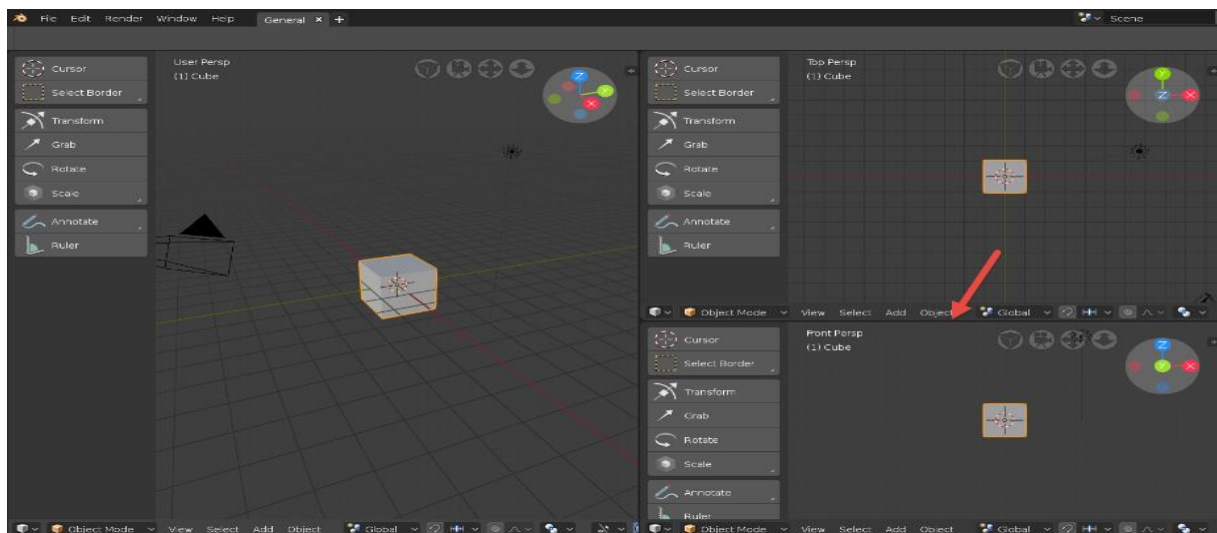 File Edit Render Window Help General × + Scene
User Persp
(1) Cube
Cursor
Select Border
Transform
Grab
Rotate
Scale
Annotate
Ruler
Z
Y
X
Object Mode View Select Add Object Global
Top Persp
(1) Cube
Cursor
Select Border
Transform
Grab
Rotate
Scale
Annotate
Ruler
Y
Z X
Object Mode View Select Add Object Global
Front Persp
(1) Cube
Cursor
Select Border
Transform
Grab
Rotate
Scale
Annotate
Ruler
Z
Y X
Object Mode View Select Add Object Global